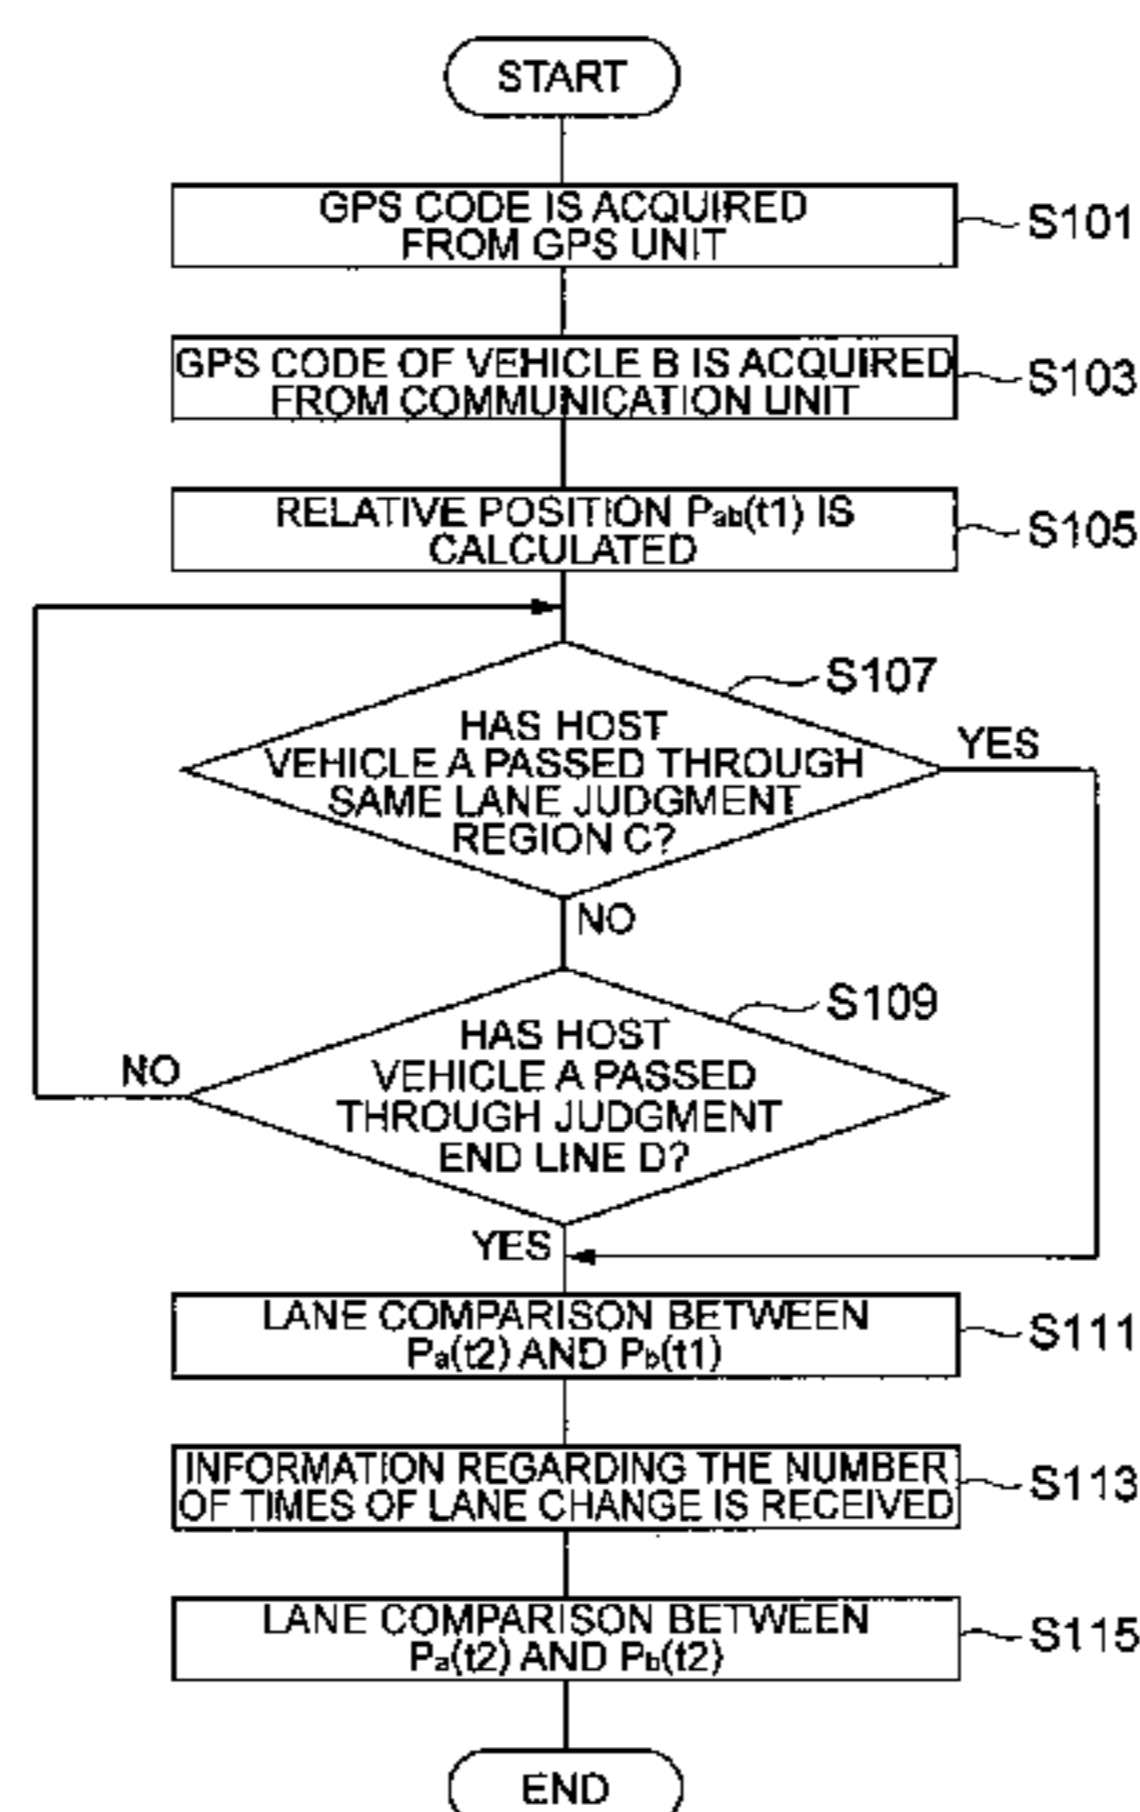 START
GPS CODE IS ACQUIRED
FROM GPS UNIT
S101
GPS CODE OF VEHICLE B IS ACQUIRED
FROM COMMUNICATION UNIT
S103
RELATIVE POSITION Pab(t1) IS
CALCULATED
S105
S107
HAS HOST
VEHICLE A PASSED THROUGH
SAME LANE JUDGMENT
REGION C?
YES
NO
S109
HAS HOST
VEHICLE A PASSED
THROUGH JUDGMENT
END LINE D?
NO
YES
LANE COMPARISON BETWEEN
Pa(t2) AND Pb(t1)
S111
INFORMATION REGARDING THE NUMBER
OF TIMES OF LANE CHANGE IS RECEIVED
S113
LANE COMPARISON BETWEEN
Pa(t2) AND Pb(t2)
S115
END